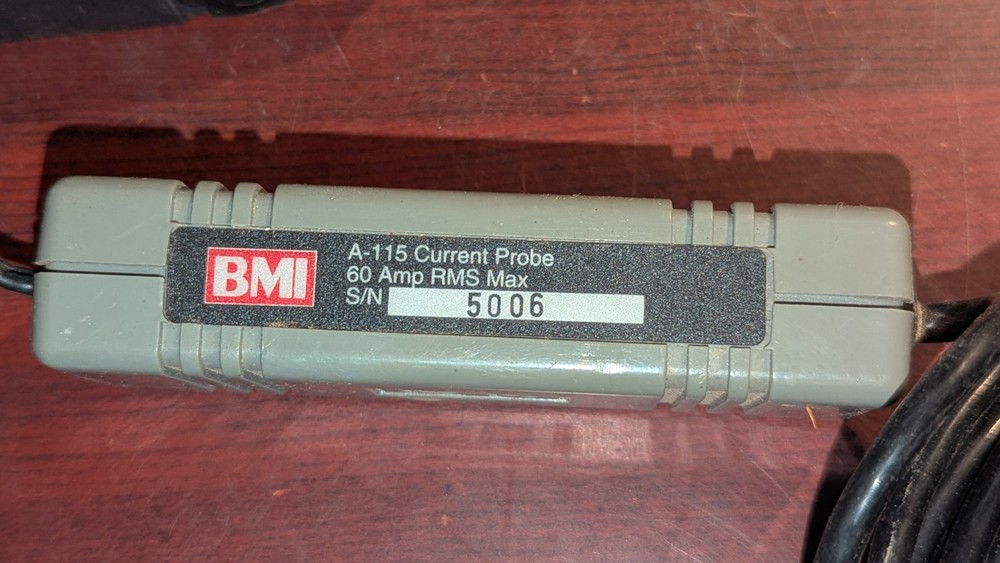 BMI
A-115 Current Probe
60 Amp RMS Max
S/N 5006